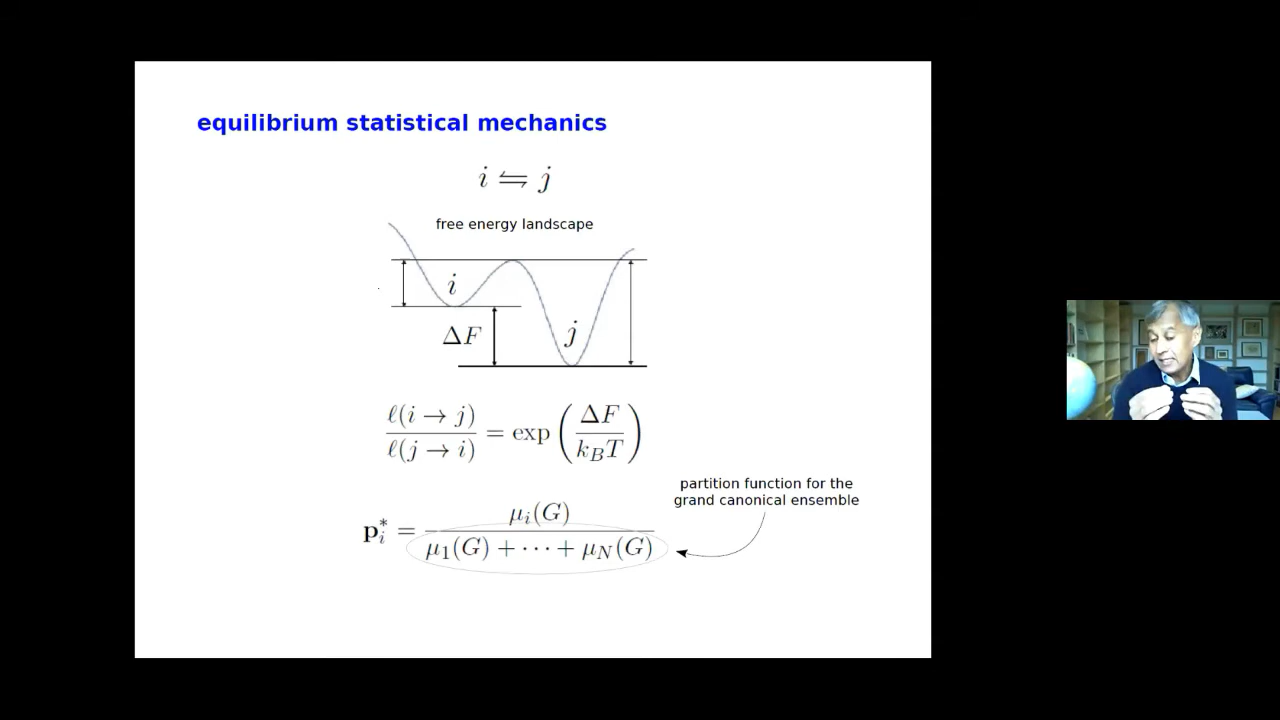 equilibrium statistical mechanics
i ⇋ j
free energy landscape
i
ΔF
j
ℓ(i → j) / ℓ(j → i) = exp(ΔF / k_B T)
partition function for the
grand canonical ensemble
p_i^* = μ_i(G) / μ_1(G) + ⋯ + μ_N(G)